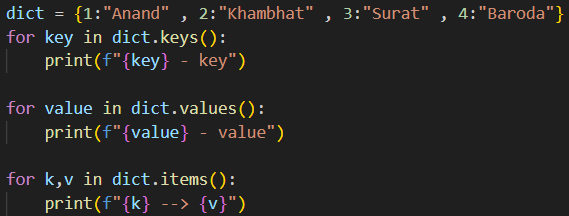 dict = {1:"Anand" , 2:"Khambhat" , 3:"Surat" , 4:"Baroda"}
for key in dict.keys():
    print(f"{key} - key")
for value in dict.values():
    print(f"{value} - value")
for k,v in dict.items():
    print(f"{k} --> {v}")